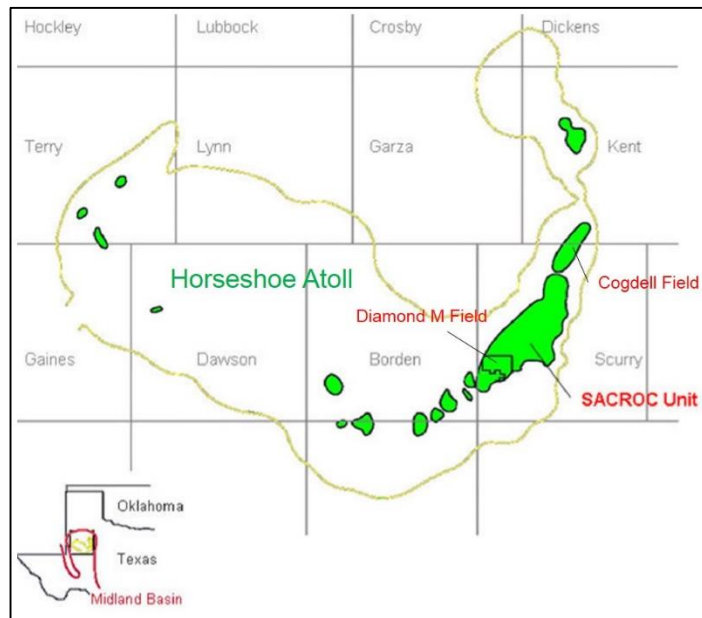 Hockley
Lubbock
Crosby
Dickens
Terry
Lynn
Garza
Kent
Horseshoe Atoll
Cogdell Field
Diamond M Field
Gaines
Dawson
Borden
Scurry
SACROC Unit
Oklahoma
Texas
Midland Basin